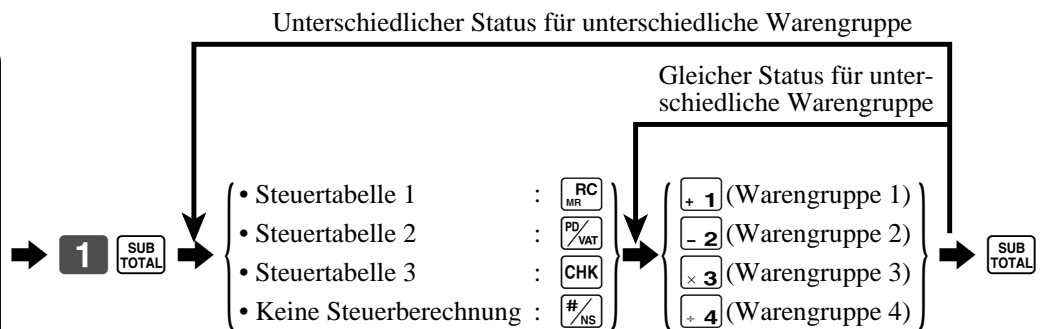 Unterschiedlicher Status für unterschiedliche Warengruppe
Gleicher Status für unter-
schiedliche Warengruppe
1 SUB TOTAL
• Steuertabelle 1 : RC MR
• Steuertabelle 2 : PD/VAT
• Steuertabelle 3 : CHK
• Keine Steuerberechnung : #/NS
+ 1 (Warengruppe 1)
- 2 (Warengruppe 2)
× 3 (Warengruppe 3)
÷ 4 (Warengruppe 4)
SUB TOTAL